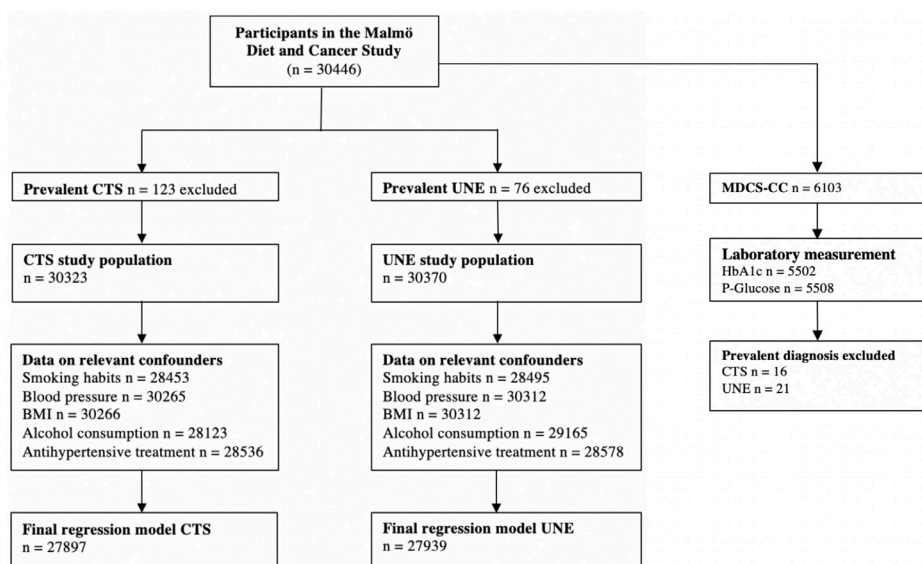 Participants in the Malmö
Diet and Cancer Study
(n = 30446)
Prevalent CTS n = 123 excluded
Prevalent UNE n = 76 excluded
MDCS-CC n = 6103
CTS study population
n = 30323
UNE study population
n = 30370
Laboratory measurement
HbA1c n = 5502
P-Glucose n = 5508
Data on relevant confounders
Smoking habits n = 28453
Blood pressure n = 30265
BMI n = 30266
Alcohol consumption n = 28123
Antihypertensive treatment n = 28536
Data on relevant confounders
Smoking habits n = 28495
Blood pressure n = 30312
BMI n = 30312
Alcohol consumption n = 29165
Antihypertensive treatment n = 28578
Prevalent diagnosis excluded
CTS n = 16
UNE n = 21
Final regression model CTS
n = 27897
Final regression model UNE
n = 27939